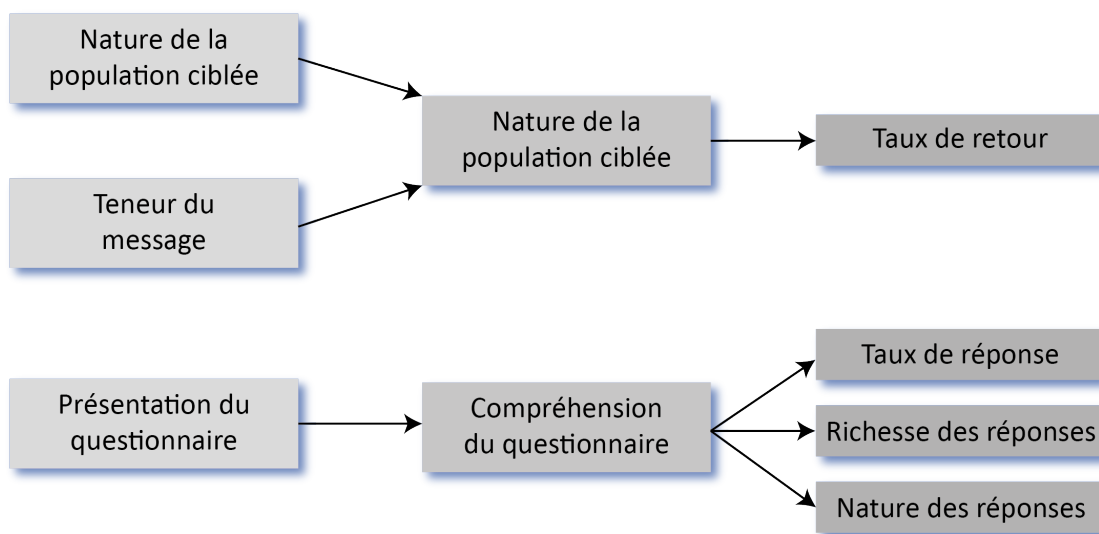 Nature de la
population ciblée
Teneur du
message
Nature de la
population ciblée
Taux de retour
Présentation du
questionnaire
Compréhension
du questionnaire
Taux de réponse
Richesse des réponses
Nature des réponses